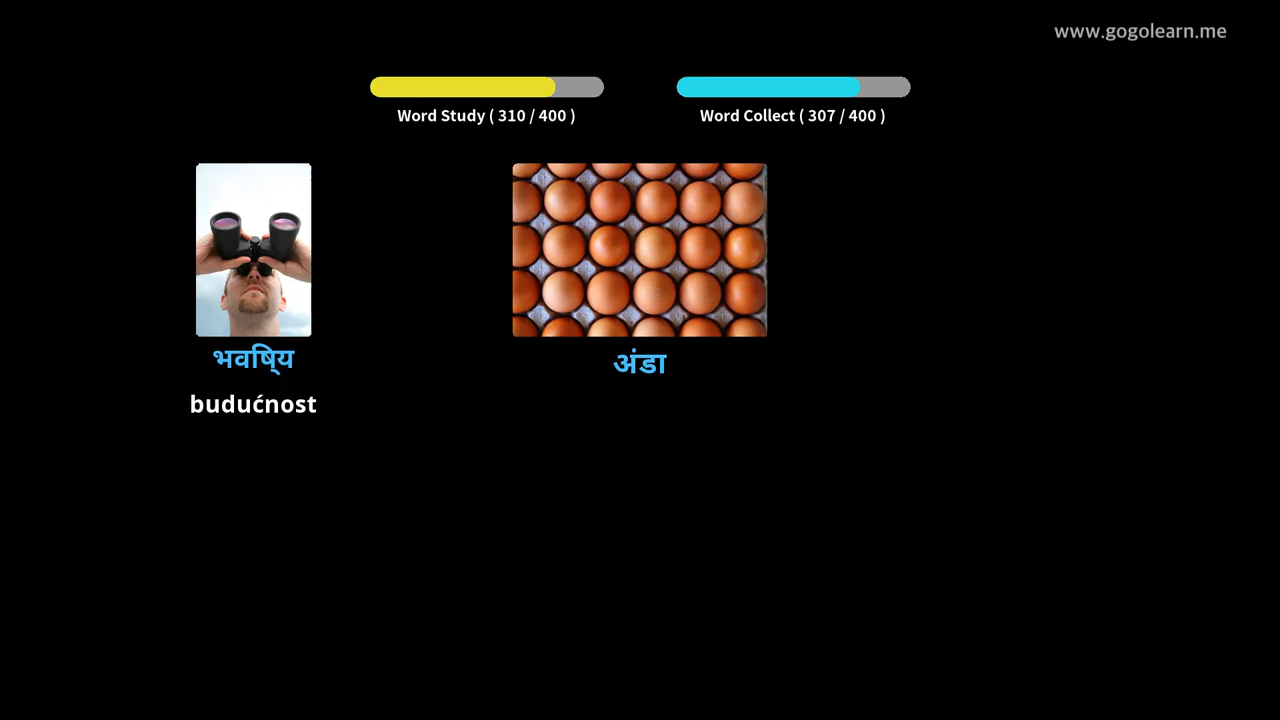 www.gogolearn.me
Word Study ( 310 / 400 )
Word Collect ( 307 / 400 )
भविष्य
अंडा
budućnost